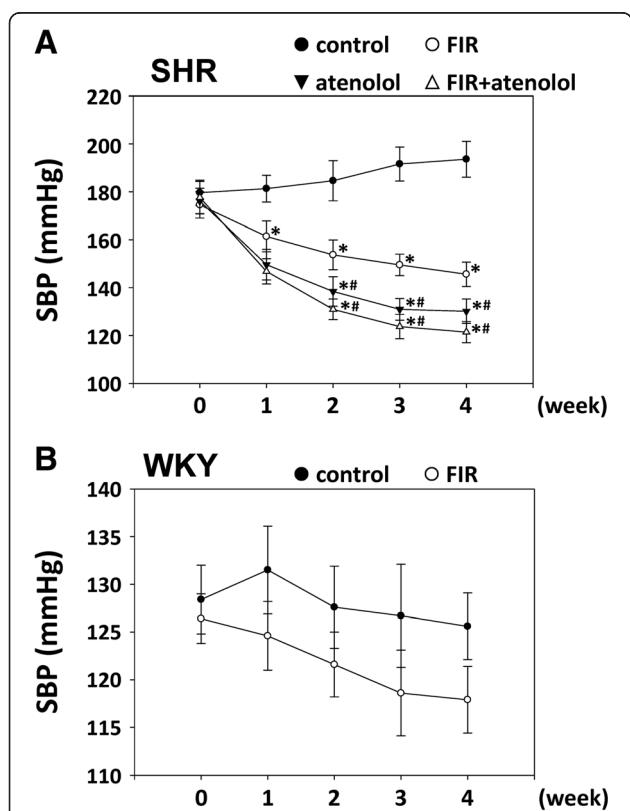 A
SHR
● control ○ FIR
▼ atenolol △ FIR+atenolol
220
200
180
160
140
120
100
SBP (mmHg)
*
*
*
*
*#
*#
*#
*#
*#
*#
0 1 2 3 4 (week)
B
WKY
● control ○ FIR
140
135
130
125
120
115
110
SBP (mmHg)
0 1 2 3 4 (week)